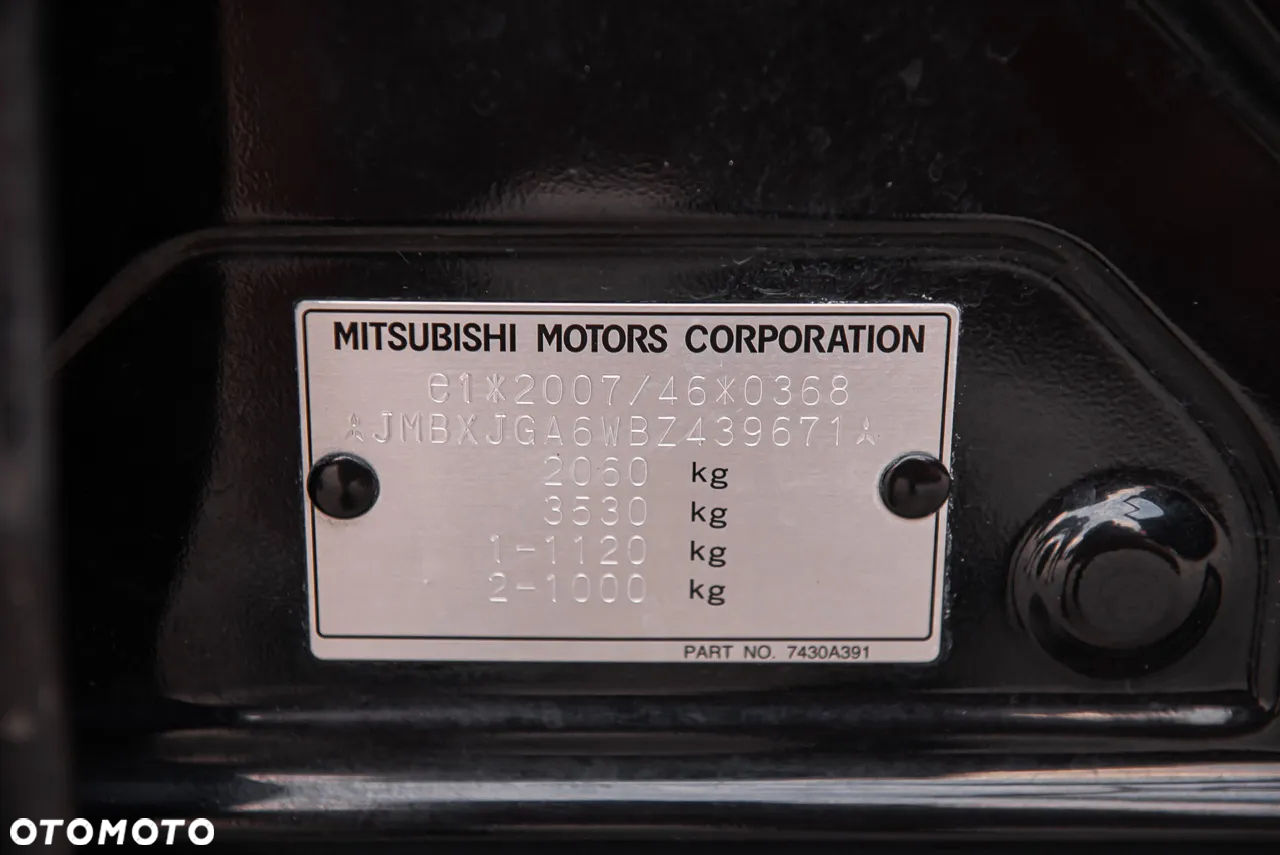 MITSUBISHI MOTORS CORPORATION
e1*2007/46*0368
JMBXJGA6WBZ439671
2060 kg
3530 kg
1-1120 kg
2-1000 kg
PART NO. 7430A391
OTOMOTO